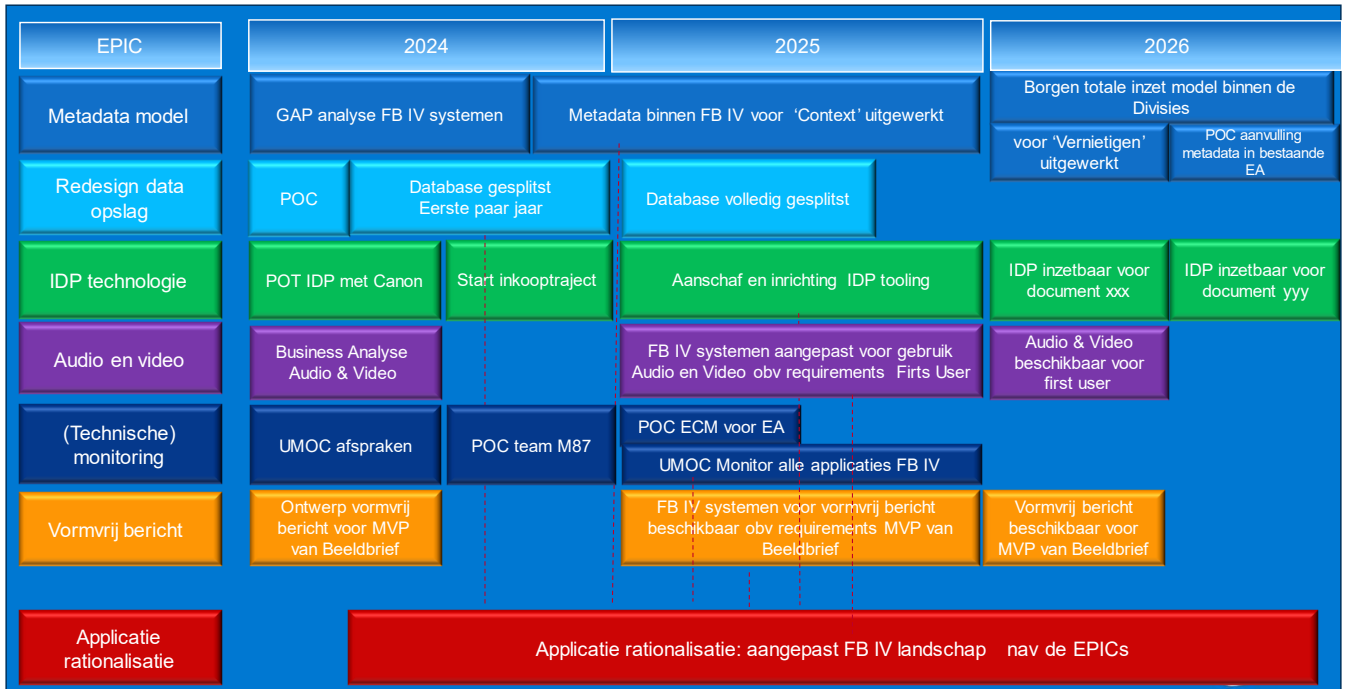 EPIC
2024
2025
2026
Metadata model
GAP analyse FB IV systemen
Metadata binnen FB IV voor ‘Context’ uitgewerkt
Borgen totale inzet model binnen de
Divisies
voor ‘Vernietigen’
uitgewerkt
POC aanvulling
metadata in bestaande
EA
Redesign data
opslag
POC
Database gesplitst
Eerste paar jaar
Database volledig gesplitst
IDP technologie
POT IDP met Canon
Start inkooptraject
Aanschaf en inrichting IDP tooling
IDP inzetbaar voor
document xxx
IDP inzetbaar voor
document yyy
Audio en video
Business Analyse
Audio & Video
FB IV systemen aangepast voor gebruik
Audio en Video obv requirements Firts User
Audio & Video
beschikbaar voor
first user
(Technische)
monitoring
UMOC afspraken
POC team M87
POC ECM voor EA
UMOC Monitor alle applicaties FB IV
Vormvrij bericht
Ontwerp vormvrij
bericht voor MVP
van Beeldbrief
FB IV systemen voor vormvrij bericht
beschikbaar obv requirements MVP van
Beeldbrief
Vormvrij bericht
beschikbaar voor
MVP van Beeldbrief
Applicatie
rationalisatie
Applicatie rationalisatie: aangepast FB IV landschap nav de EPICs